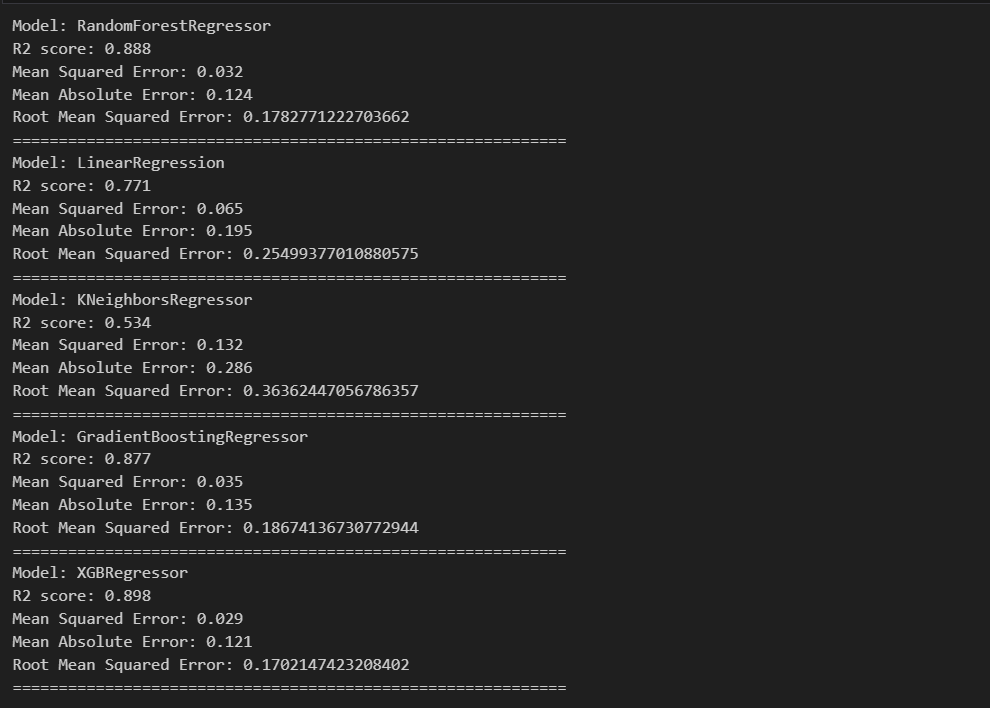 Model: RandomForestRegressor
R2 score: 0.888
Mean Squared Error: 0.032
Mean Absolute Error: 0.124
Root Mean Squared Error: 0.1782771222703662
============================================================
Model: LinearRegression
R2 score: 0.771
Mean Squared Error: 0.065
Mean Absolute Error: 0.195
Root Mean Squared Error: 0.25499377010880575
============================================================
Model: KNeighborsRegressor
R2 score: 0.534
Mean Squared Error: 0.132
Mean Absolute Error: 0.286
Root Mean Squared Error: 0.36362447056786357
============================================================
Model: GradientBoostingRegressor
R2 score: 0.877
Mean Squared Error: 0.035
Mean Absolute Error: 0.135
Root Mean Squared Error: 0.18674136730772944
============================================================
Model: XGBRegressor
R2 score: 0.898
Mean Squared Error: 0.029
Mean Absolute Error: 0.121
Root Mean Squared Error: 0.1702147423208402
============================================================